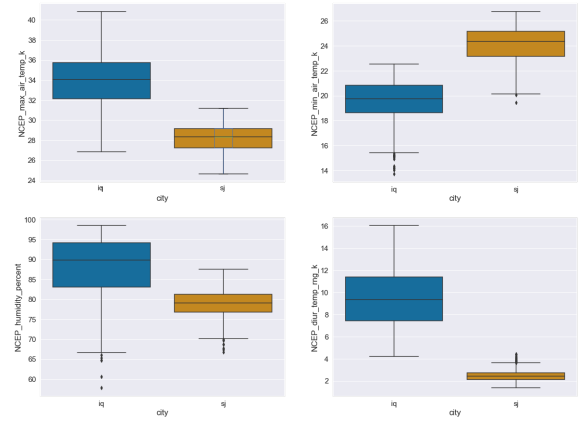 NCEP_max_air_temp_k
40
38
36
34
32
30
28
26
24
iq
sj
city
NCEP_min_air_temp_k
26
24
22
20
18
16
14
iq
sj
city
NCEP_humidity_percent
100
95
90
85
80
75
70
65
60
iq
sj
city
NCEP_diur_temp_rng_k
16
14
12
10
8
6
4
2
iq
sj
city